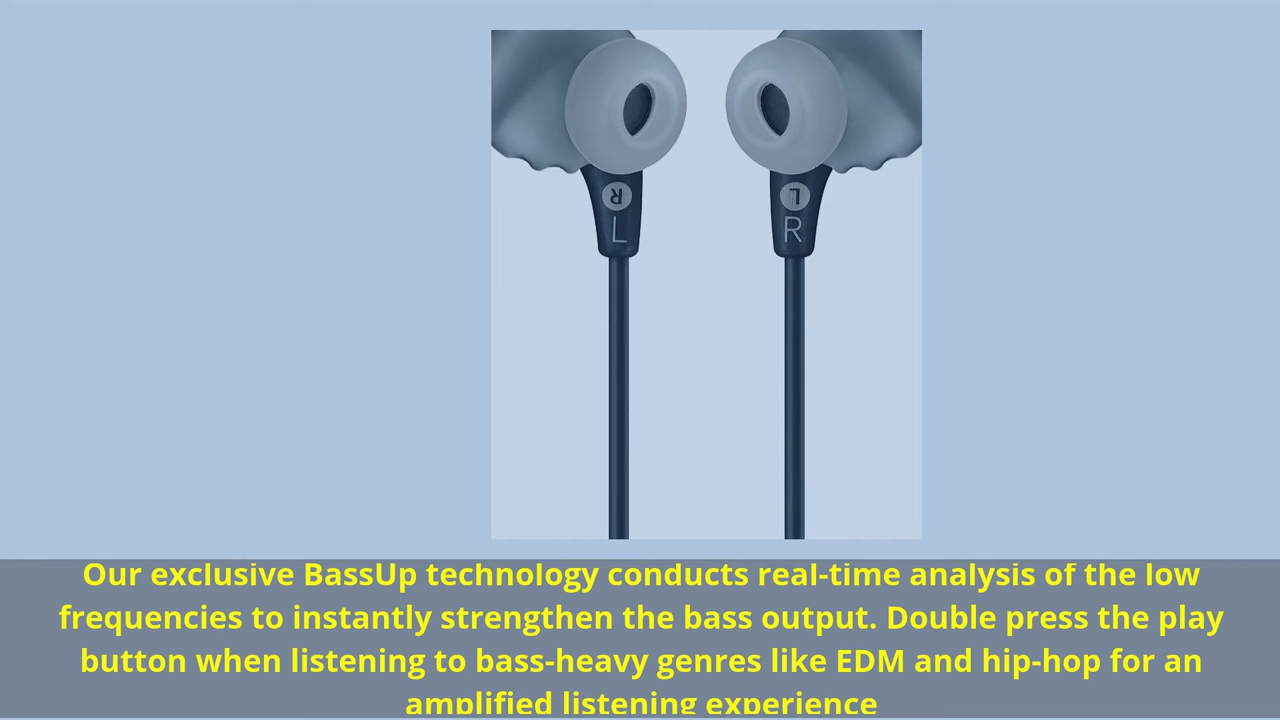 R L
L R
Our exclusive BassUp technology conducts real-time analysis of the low
frequencies to instantly strengthen the bass output. Double press the play
button when listening to bass-heavy genres like EDM and hip-hop for an
amplified listening experience